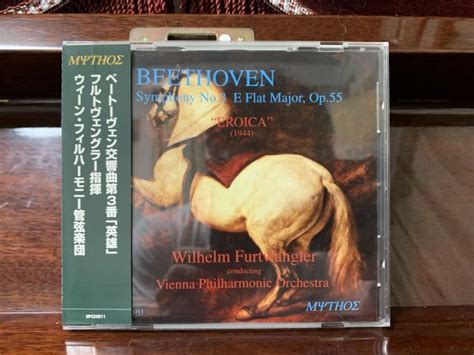 ΜΥΤΗΟΣ
ベートーヴェン交響曲第3番「英雄」
フルトヴェングラー指揮
ウィーン・フィルハーモニー管弦楽団
BEETHOVEN
Symphony No.3 E Flat Major, Op.55
"EROICA"
(1944)
Wilhelm Furtwängler
conducting
Vienna Philharmonic Orchestra
ΜΥΤΗΟΣ